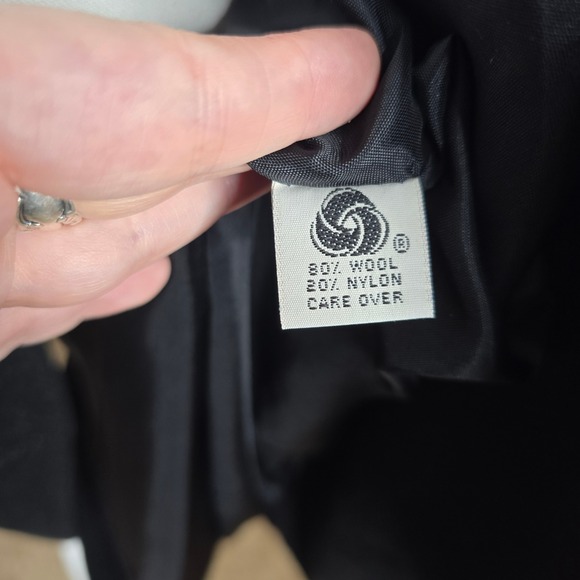 ®
80% WOOL
20% NYLON
CARE OVER